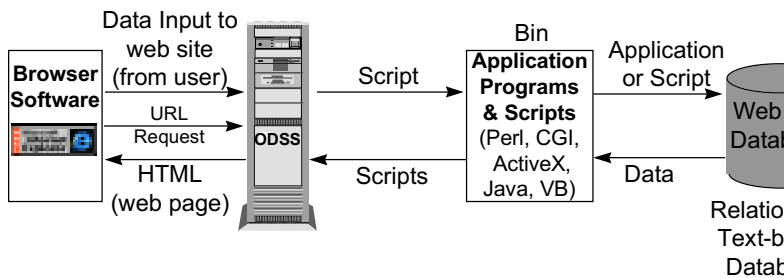 Data Input to
web site
(from user)
Browser
Software
URL
Request
HTML
(web page)
ODSS
Script
Scripts
Bin
Application
Programs
& Scripts
(Perl, CGI,
ActiveX,
Java, VB)
Application
or Script
Data
Web